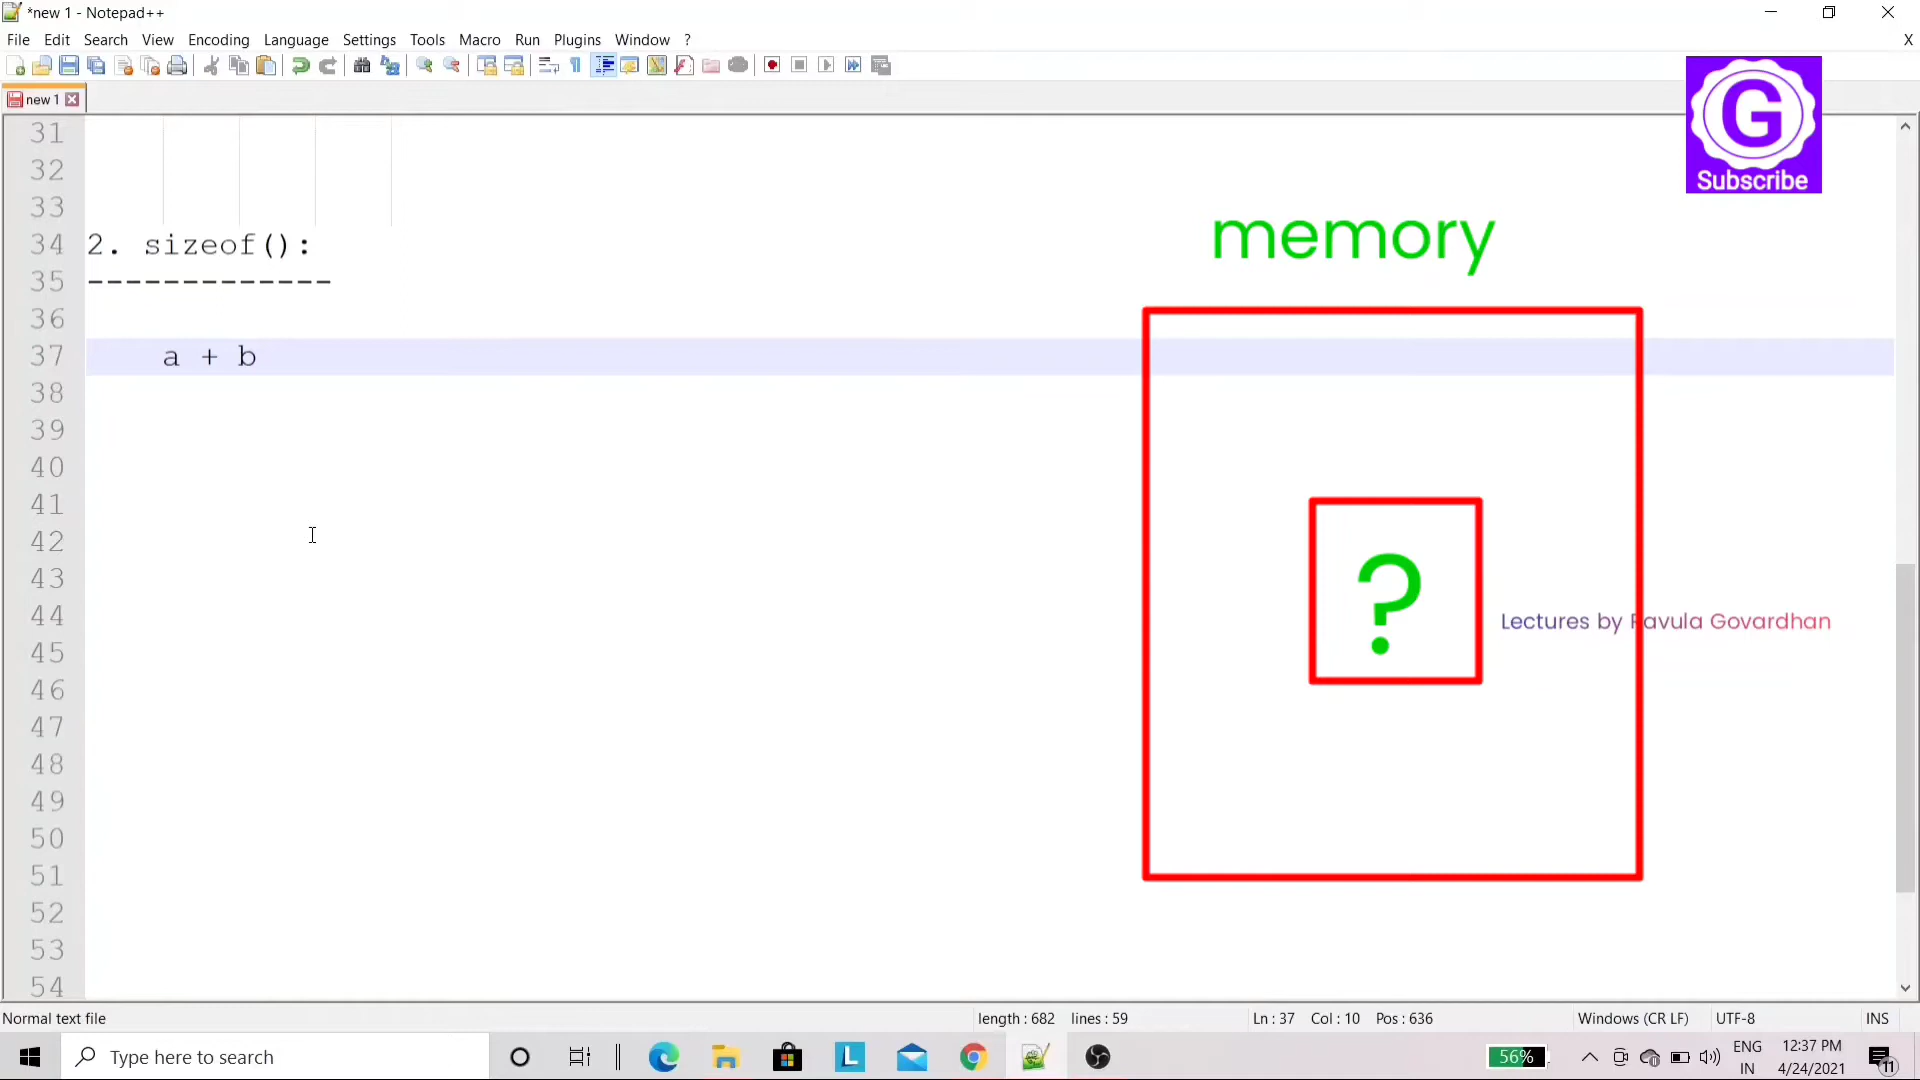 *new 1 - Notepad++
File Edit Search View Encoding Language Settings Tools Macro Run Plugins Window ? X
new 1
G
Subscribe
31
32
33
34 2. sizeof():
35 -------------
36
37 a + b
38
39
40
41
42
43
44
45
46
47
48
49
50
51
52
53
54
memory
?
Lectures by Ravula Govardhan
Normal text file length : 682 lines : 59 Ln : 37 Col : 10 Pos : 636 Windows (CR LF) UTF-8 INS
Type here to search
L
56%
ENG
IN
12:37 PM
4/24/2021
11